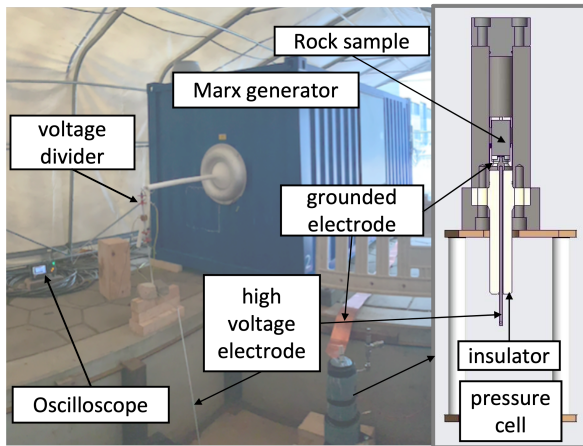 Rock sample
Marx generator
voltage
divider
grounded
electrode
high
voltage
electrode
insulator
Oscilloscope
pressure
cell